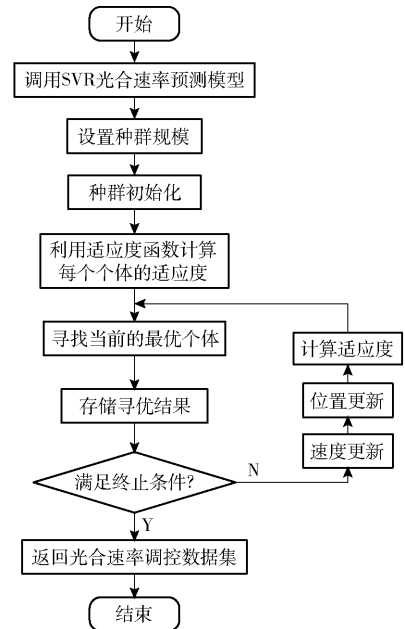 开始
调用SVR光合速率预测模型
设置种群规模
种群初始化
利用适应度函数计算
每个个体的适应度
寻找当前的最优个体
计算适应度
存储寻优结果
位置更新
速度更新
满足终止条件?
N
Y
返回光合速率调控数据集
结束